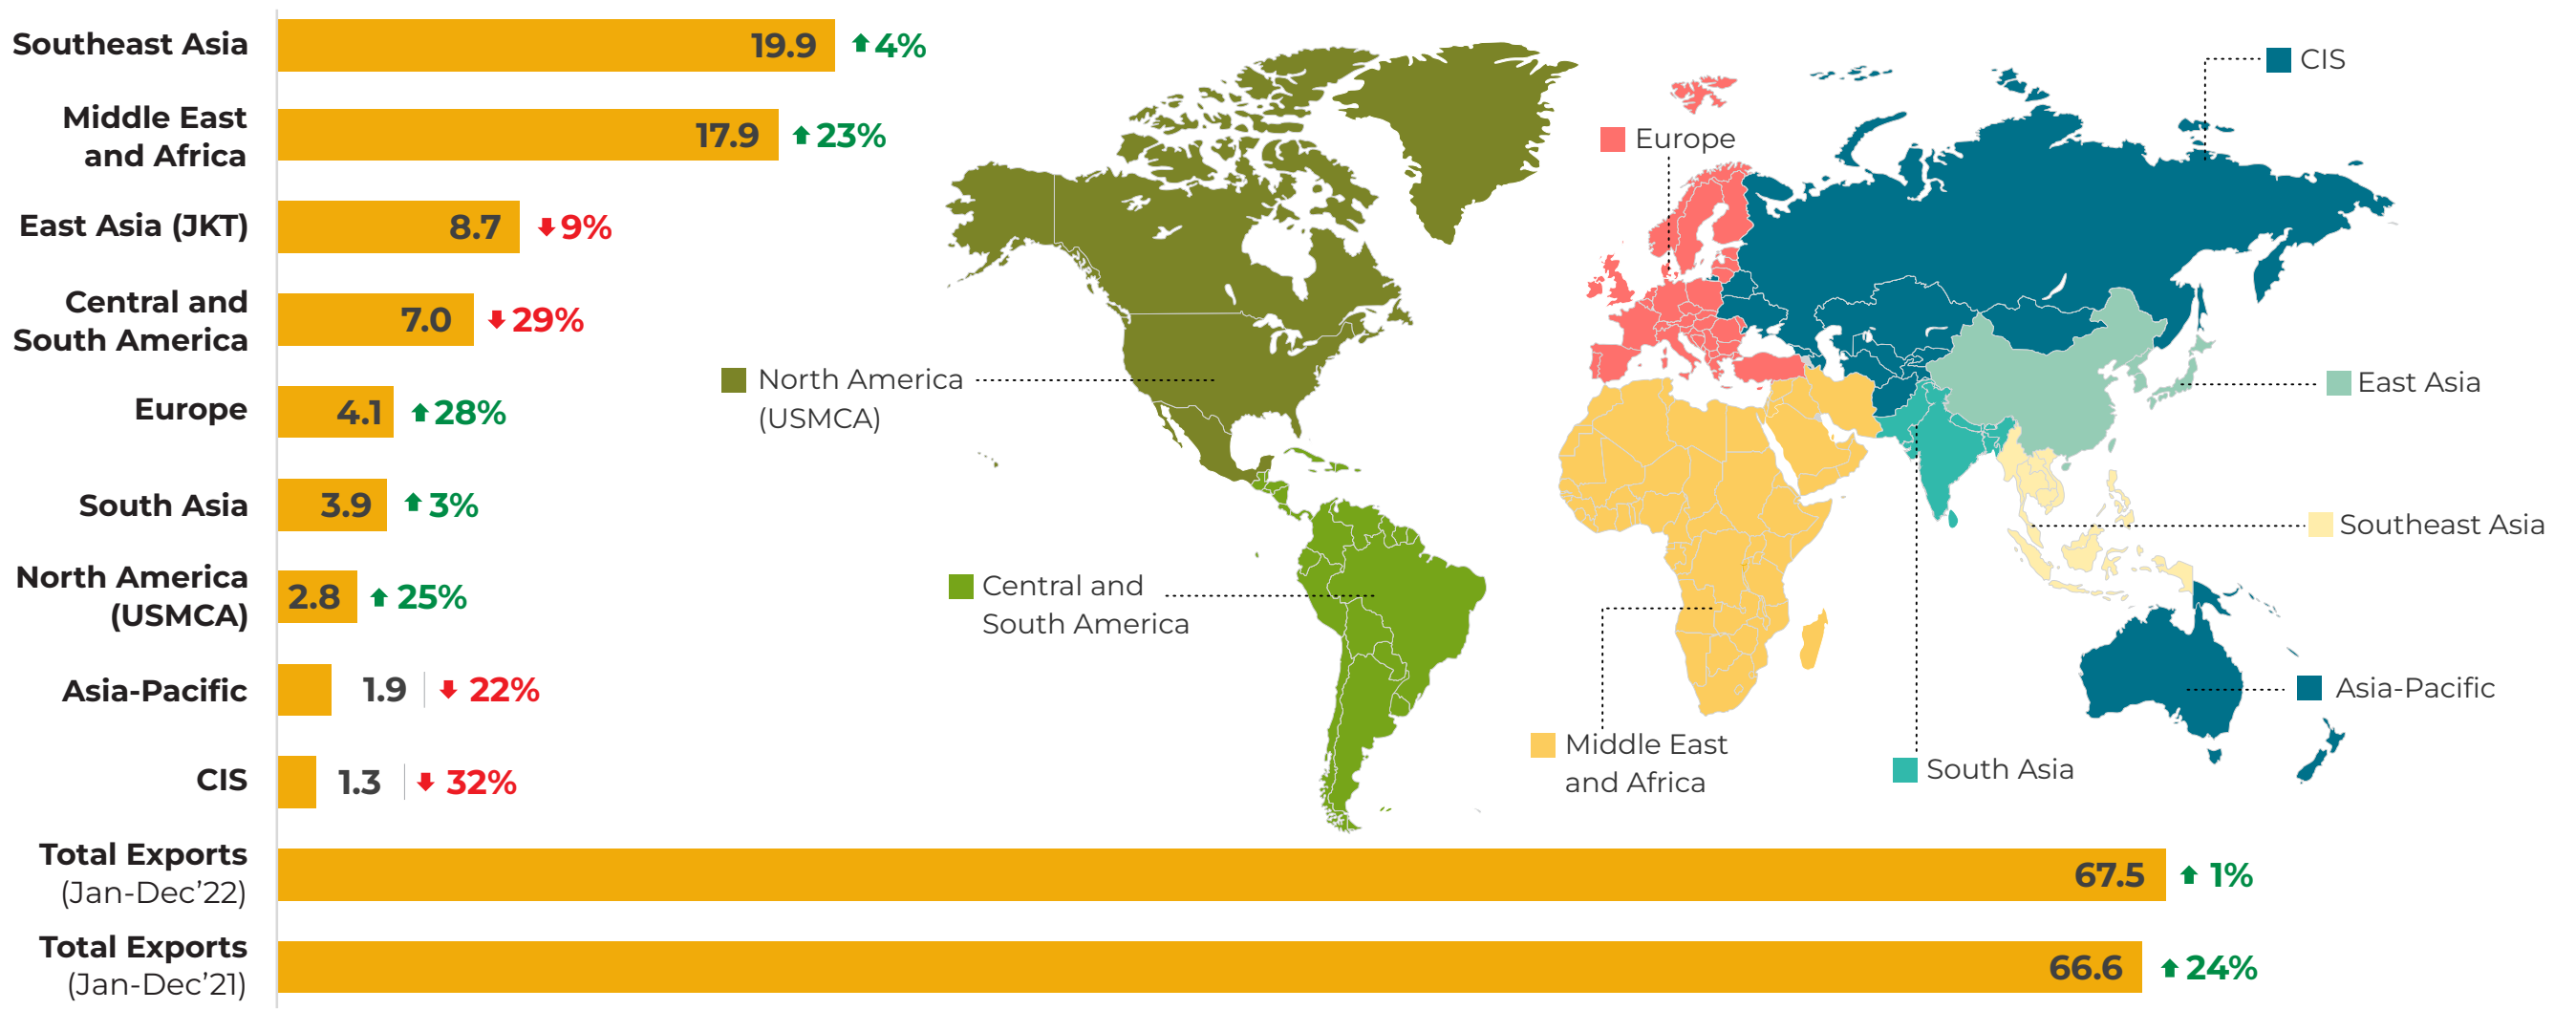 Southeast Asia
19.9
4%
Middle East
and Africa
17.9
23%
East Asia (JKT)
8.7
9%
Central and
South America
7.0
29%
Europe
4.1
28%
South Asia
3.9
3%
North America
(USMCA)
2.8
25%
Asia-Pacific
1.9
22%
CIS
1.3
32%
Total Exports
(Jan-Dec’22)
67.5
1%
Total Exports
(Jan-Dec’21)
66.6
24%
CIS
Europe
North America
(USMCA)
East Asia
Southeast Asia
Central and
South America
Asia-Pacific
Middle East
and Africa
South Asia